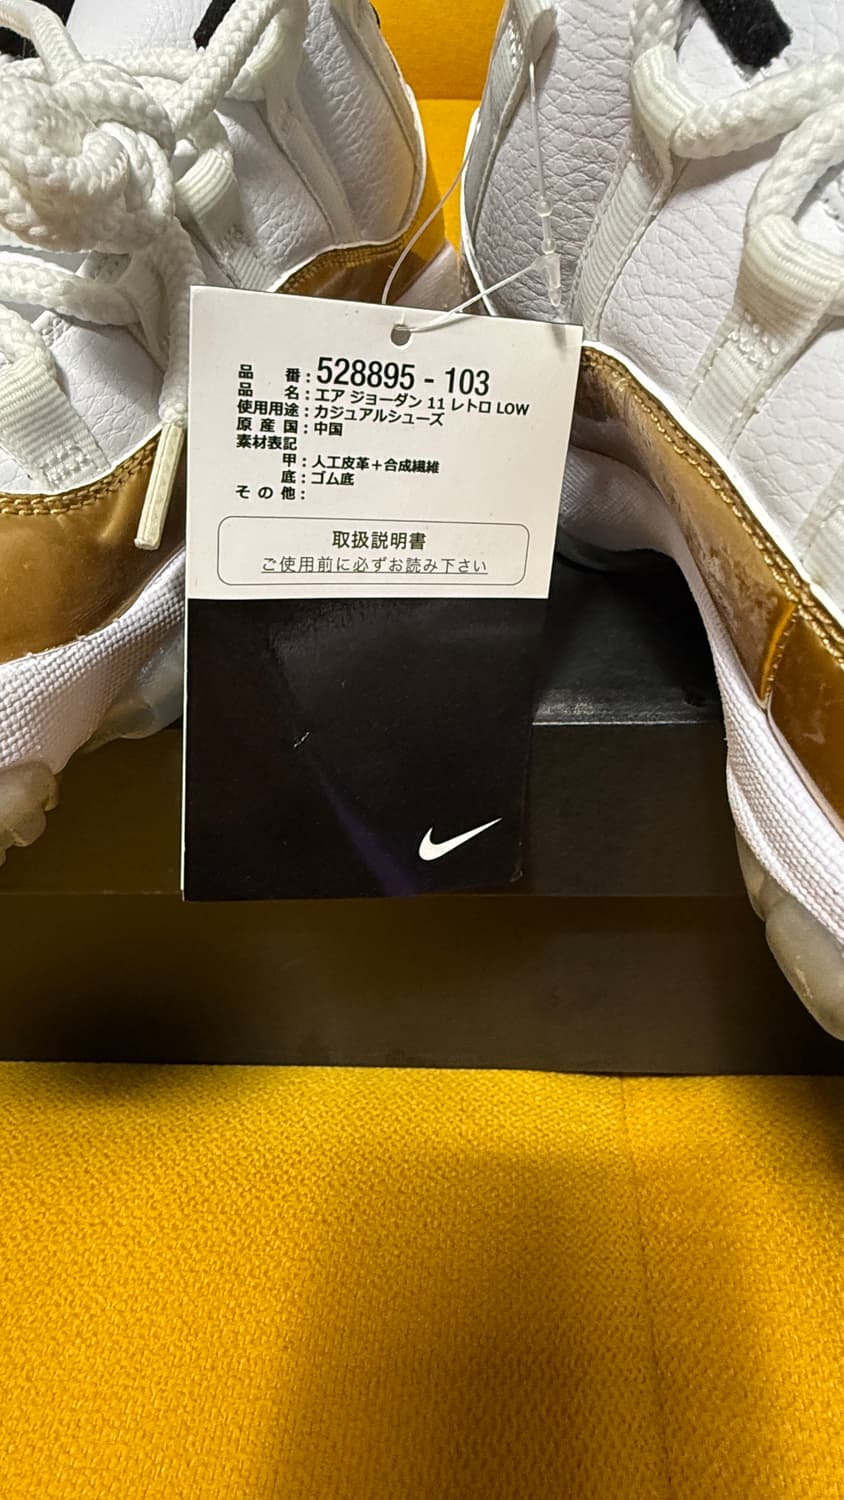 品番：528895 - 103
品名：エア ジョーダン 11 レトロ LOW
使用用途：カジュアルシューズ
原産国：中国
素材表記
甲：人工皮革＋合成繊維
底：ゴム底
その他：
取扱説明書
ご使用前に必ずお読み下さい